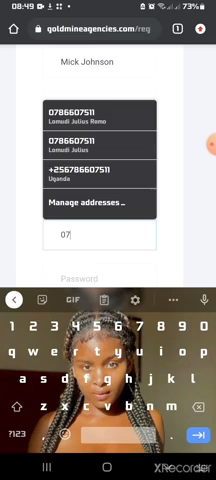 08:49
73%
goldmineagencies.com/reg
1
Mick Johnson
0786607511
Lomudi Julius Remo
0786607511
Lomudi Julius
+256786607511
Uganda
Manage addresses ...
07
Password
GIF
1 2 3 4 5 6 7 8 9 0
q w e r t y u i o p
a s d f g h j k l
z x c v b n m
?123 , .
XRecorder